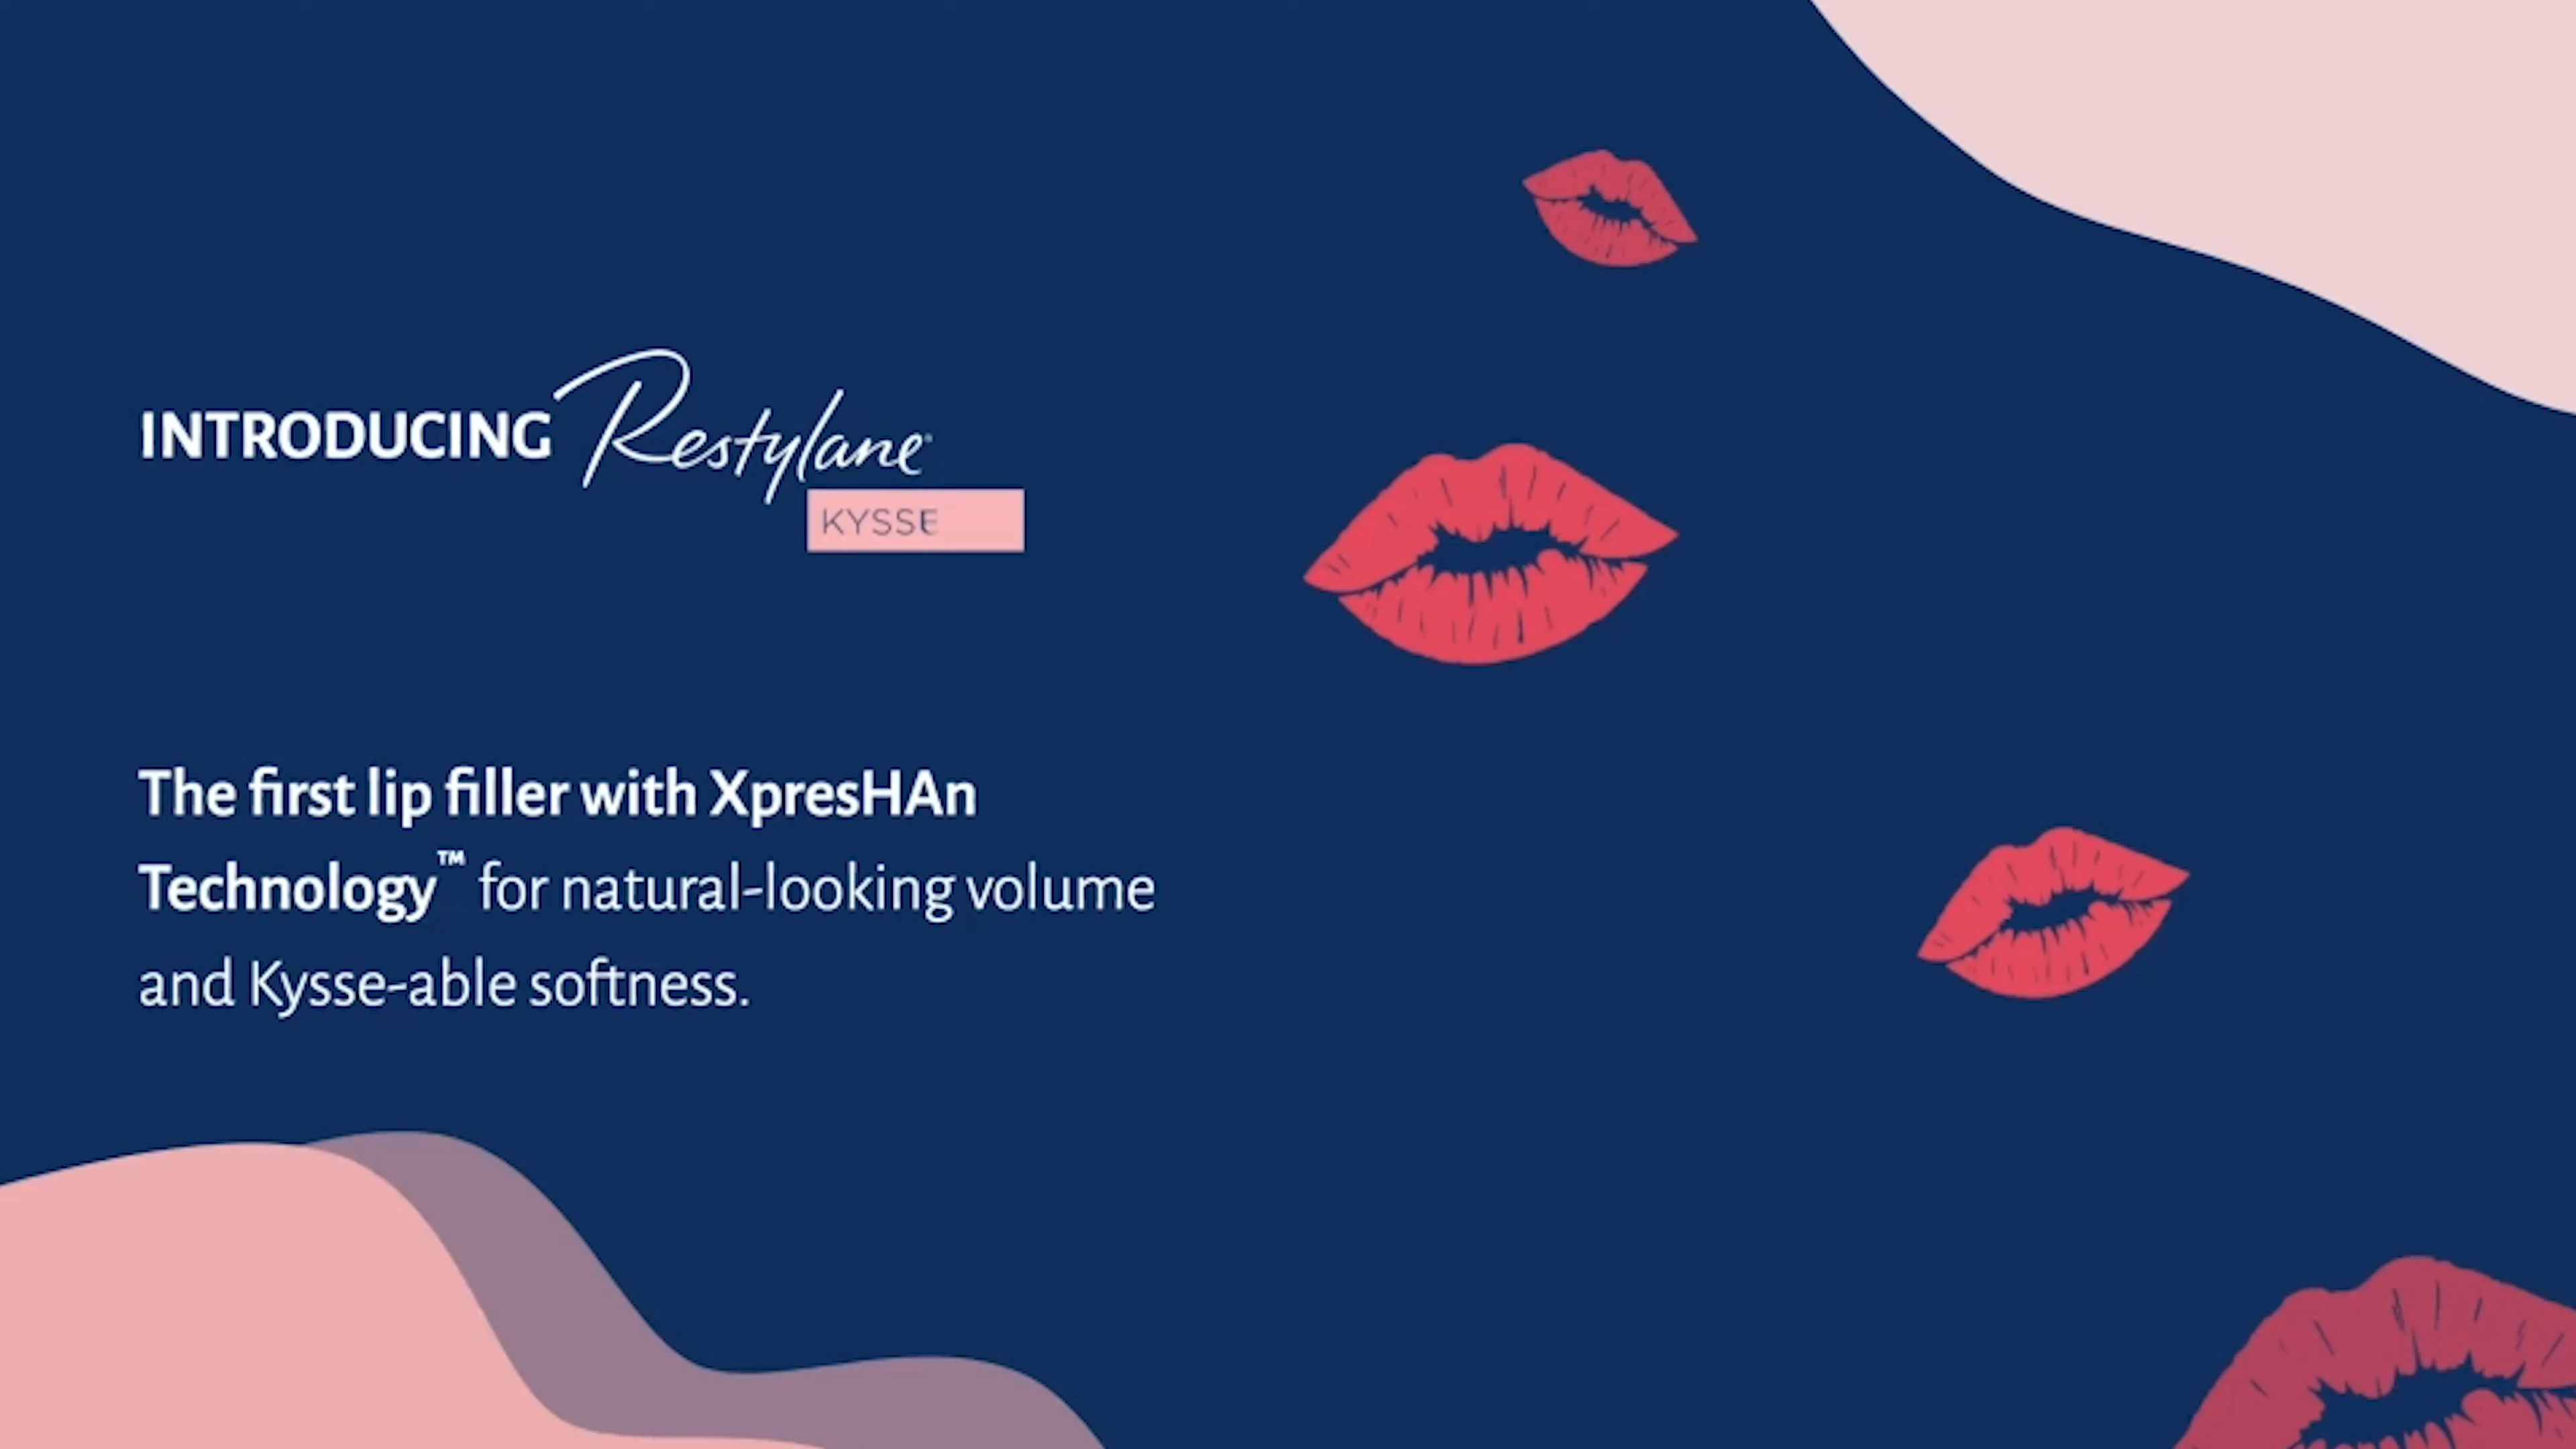 INTRODUCING Restylane®
KYSSE
The first lip filler with XpresHAn
Technology™ for natural-looking volume
and Kysse-able softness.